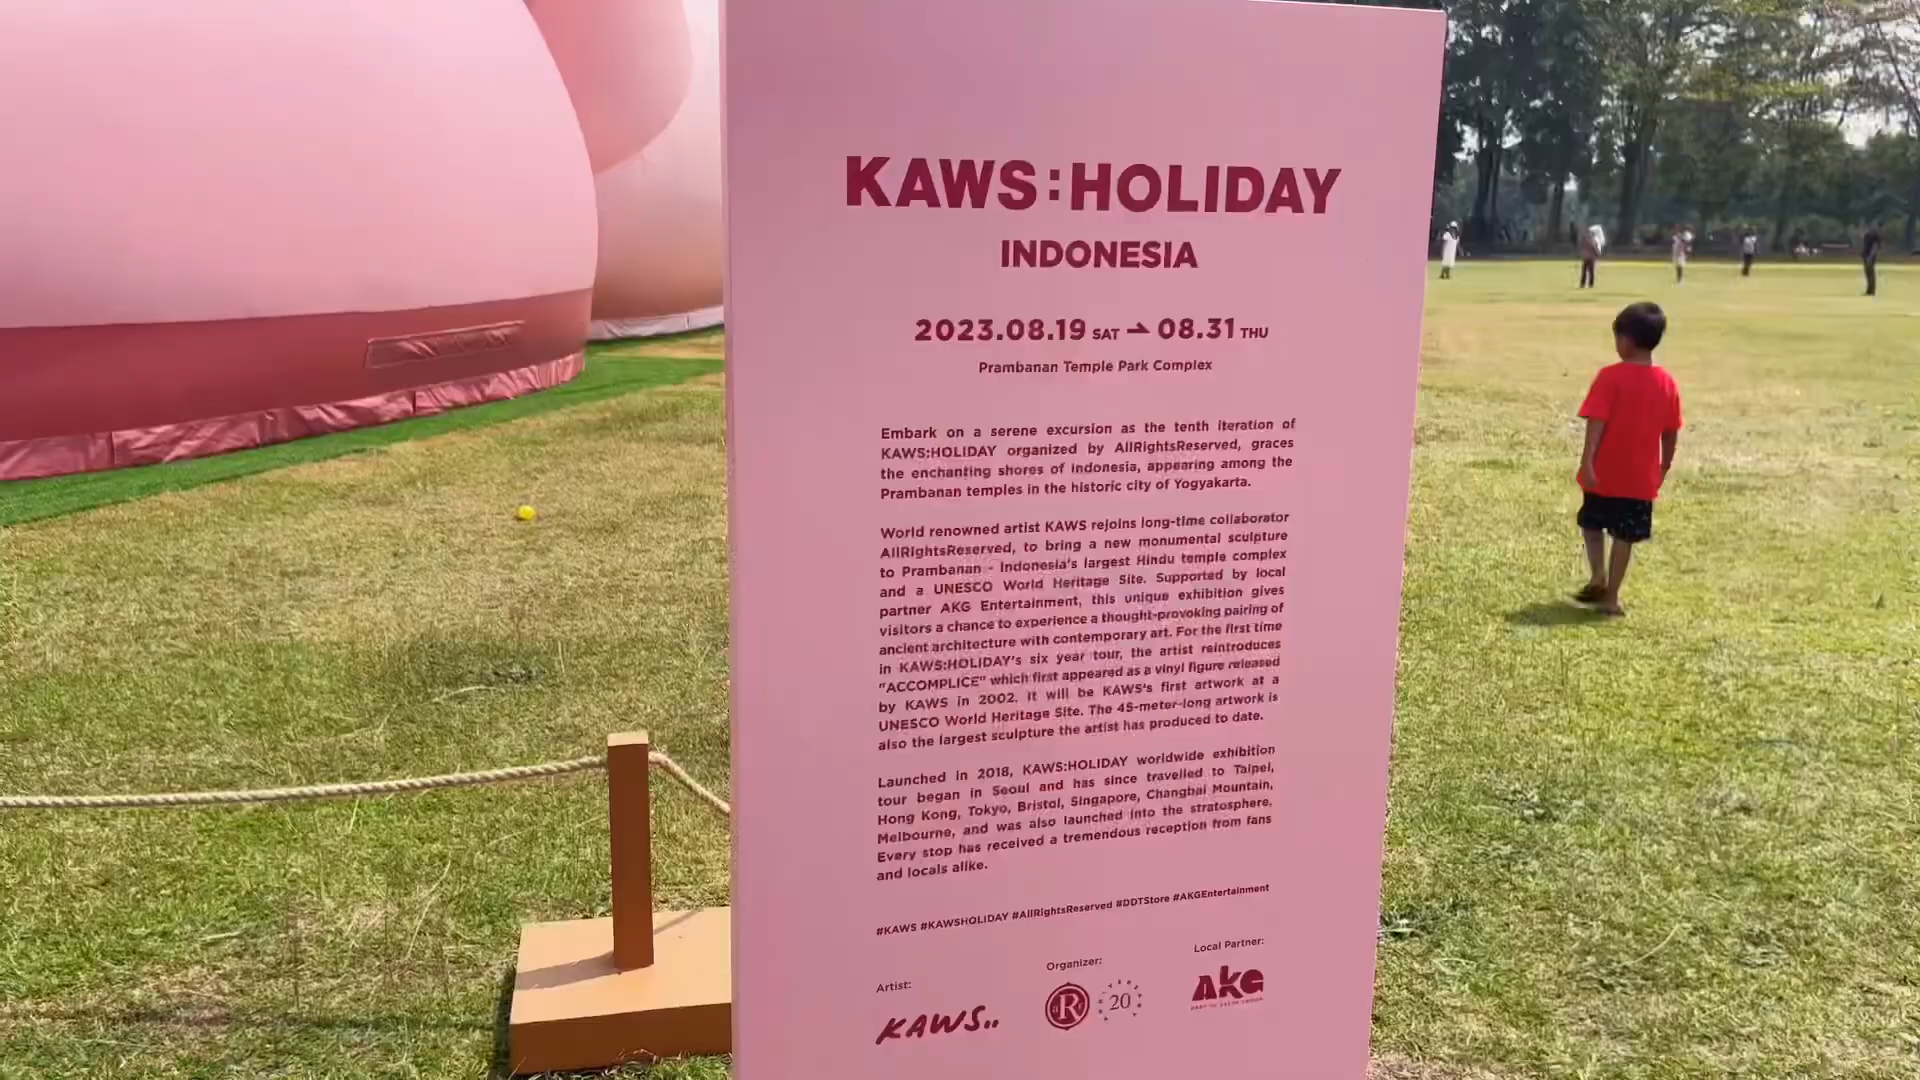 KAWS:HOLIDAY
INDONESIA
2023.08.19 SAT → 08.31 THU
Prambanan Temple Park Complex
Embark on a serene excursion as the tenth iteration of
KAWS:HOLIDAY organized by AllRightsReserved, graces
the enchanting shores of Indonesia, appearing among the
Prambanan temples in the historic city of Yogyakarta.
World renowned artist KAWS rejoins long-time collaborator
AllRightsReserved, to bring a new monumental sculpture
to Prambanan - Indonesia's largest Hindu temple complex
and a UNESCO World Heritage Site. Supported by local
partner AKG Entertainment, this unique exhibition gives
visitors a chance to experience a thought-provoking pairing of
ancient architecture with contemporary art. For the first time
in KAWS:HOLIDAY's six year tour, the artist reintroduces
"ACCOMPLICE" which first appeared as a vinyl figure released
by KAWS in 2002. It will be KAWS's first artwork at a
UNESCO World Heritage Site. The 45-meter-long artwork is
also the largest sculpture the artist has produced to date.
Launched in 2018, KAWS:HOLIDAY worldwide exhibition
tour began in Seoul and has since travelled to Taipei,
Hong Kong, Tokyo, Bristol, Singapore, Changbai Mountain,
Melbourne, and was also launched into the stratosphere.
Every stop has received a tremendous reception from fans
and locals alike.
#KAWS #KAWSHOLIDAY #AllRightsReserved #DDTStore #AKGEntertainment
Artist:
Organizer:
Local Partner:
KAWS..
R
20
AKG